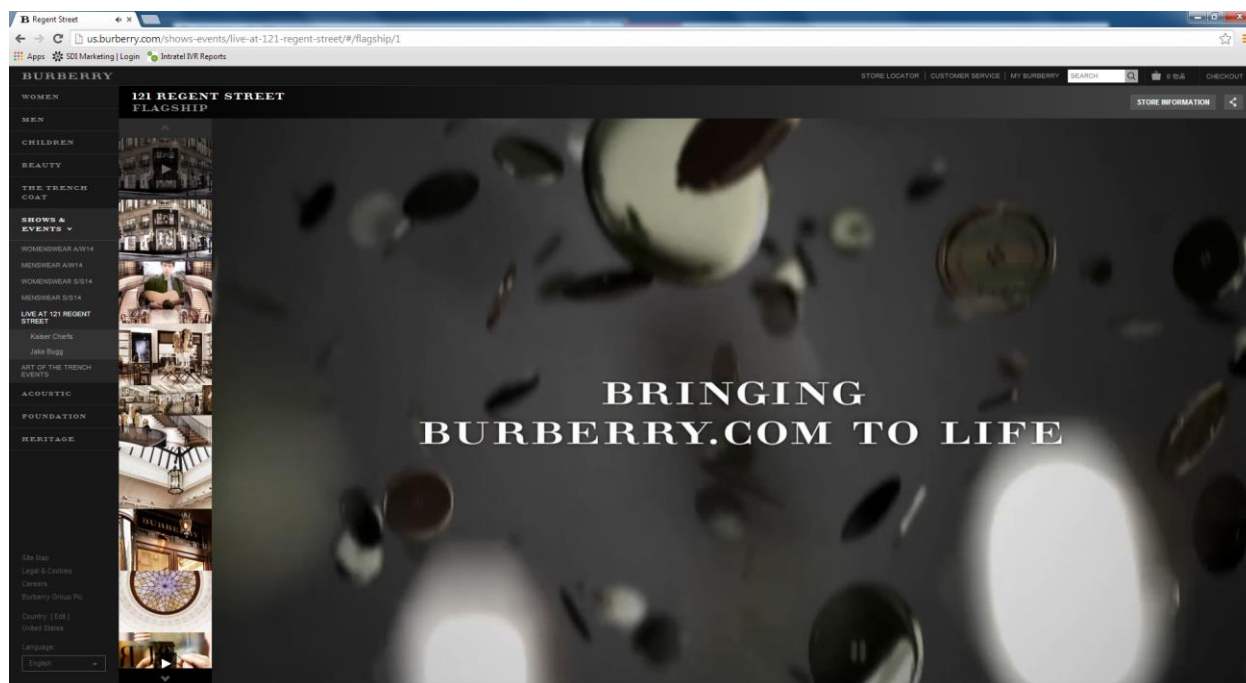 B Regent Street
us.burberry.com/shows-events/live-at-121-regent-street/#/flagship/1
Apps SDI Marketing | Login Intratel IVR Reports
BURBERRY
STORE LOCATOR | CUSTOMER SERVICE | MY BURBERRY
SEARCH
0
CHECKOUT
WOMEN
MEN
CHILDREN
BEAUTY
THE TRENCH
COAT
SHOWS &
EVENTS
WOMENSWEAR A/W14
MENSWEAR A/W14
WOMENSWEAR S/S14
MENSWEAR S/S14
LIVE AT 121 REGENT
STREET
Kaiser Chiefs
Jake Bugg
ART OF THE TRENCH
EVENTS
ACOUSTIC
FOUNDATION
HERITAGE
Site Map
Legal & Cookies
Careers
Burberry Group Plc
Country: [ Edit ]
United States
Language:
English
121 REGENT STREET
FLAGSHIP
STORE INFORMATION
BURBERRY
BRINGING
BURBERRY.COM TO LIFE